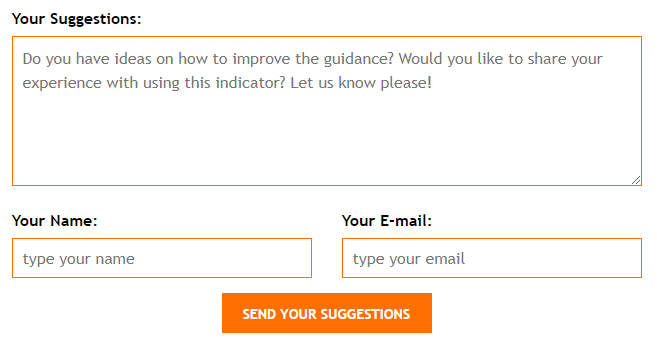 Your Suggestions:
Do you have ideas on how to improve the guidance? Would you like to share your
experience with using this indicator? Let us know please!
Your Name:
Your E-mail:
type your name
type your email
SEND YOUR SUGGESTIONS